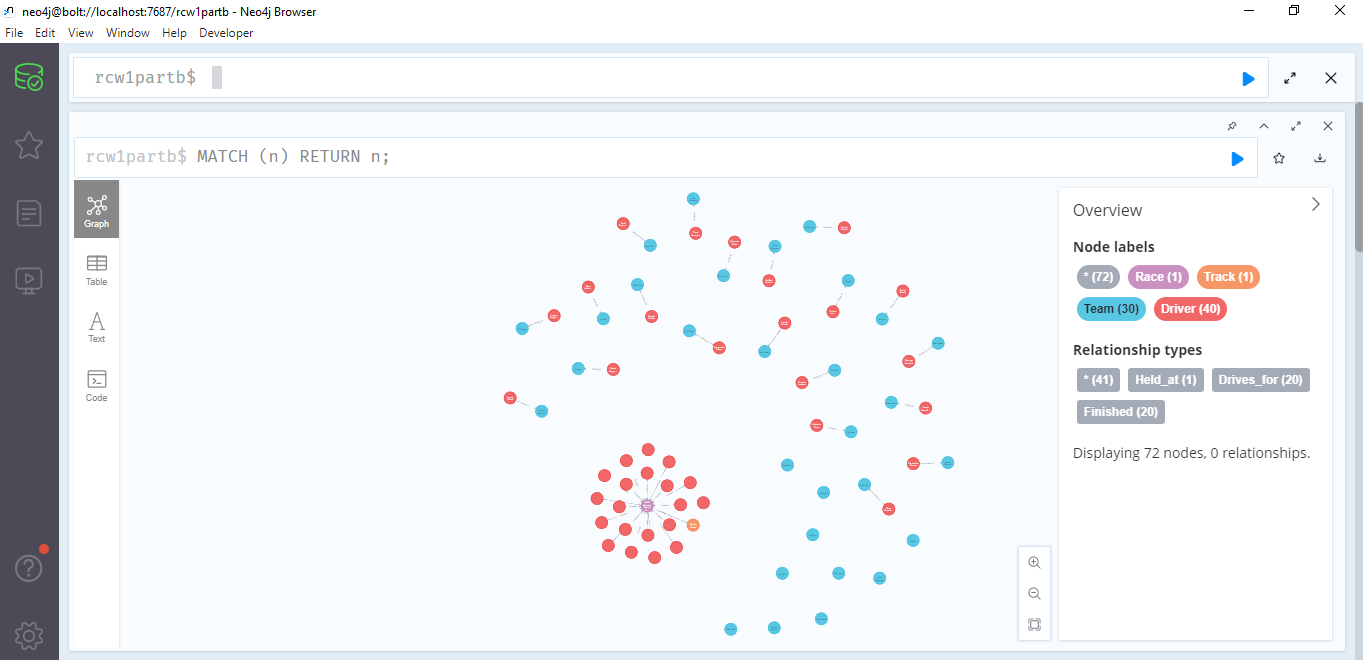 neo4j@bolt://localhost:7687/rcw1partb - Neo4j Browser
File Edit View Window Help Developer
rcw1partb$
rcw1partb$ MATCH (n) RETURN n;
Graph
Table
Text
Code
Overview
Node labels
* (72) Race (1) Track (1)
Team (30) Driver (40)
Relationship types
* (41) Held_at (1) Drives_for (20)
Finished (20)
Displaying 72 nodes, 0 relationships.